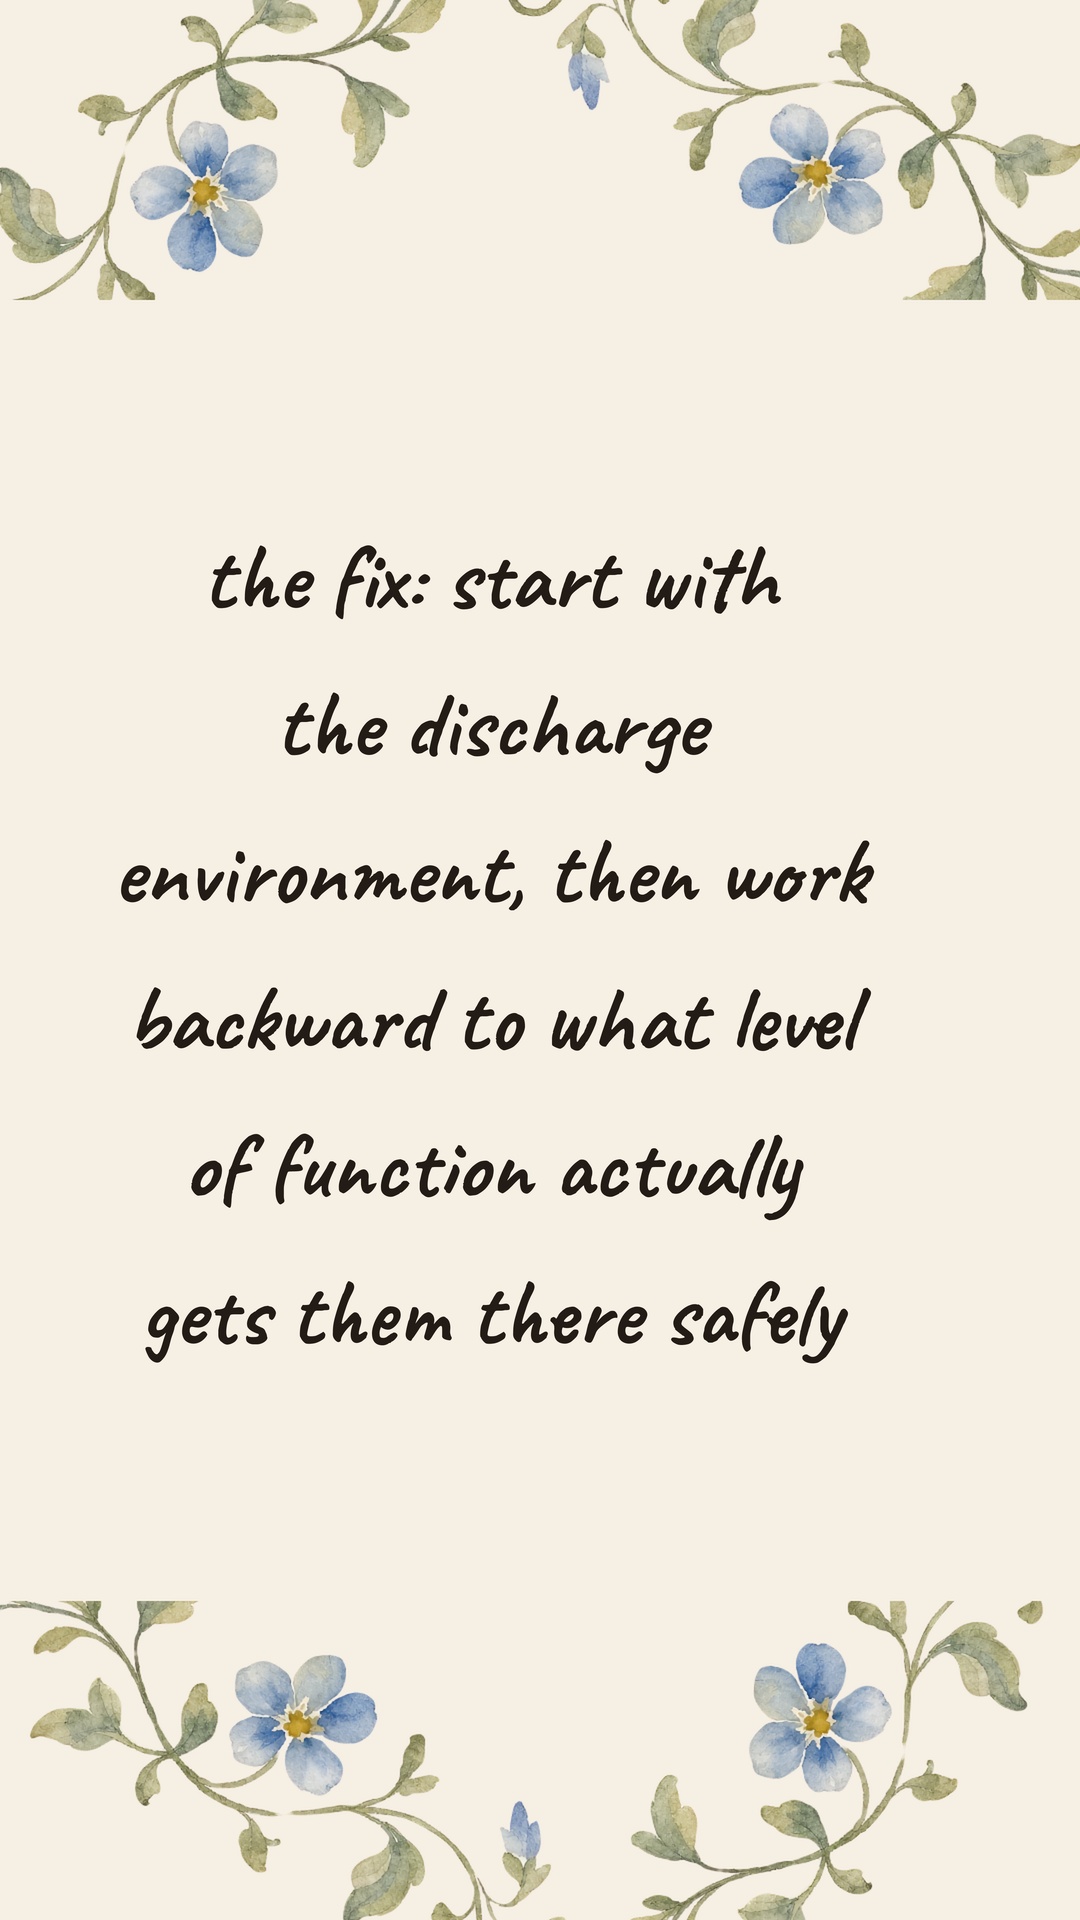 the fix: start with
the discharge
environment, then work
backward to what level
of function actually
gets them there safely